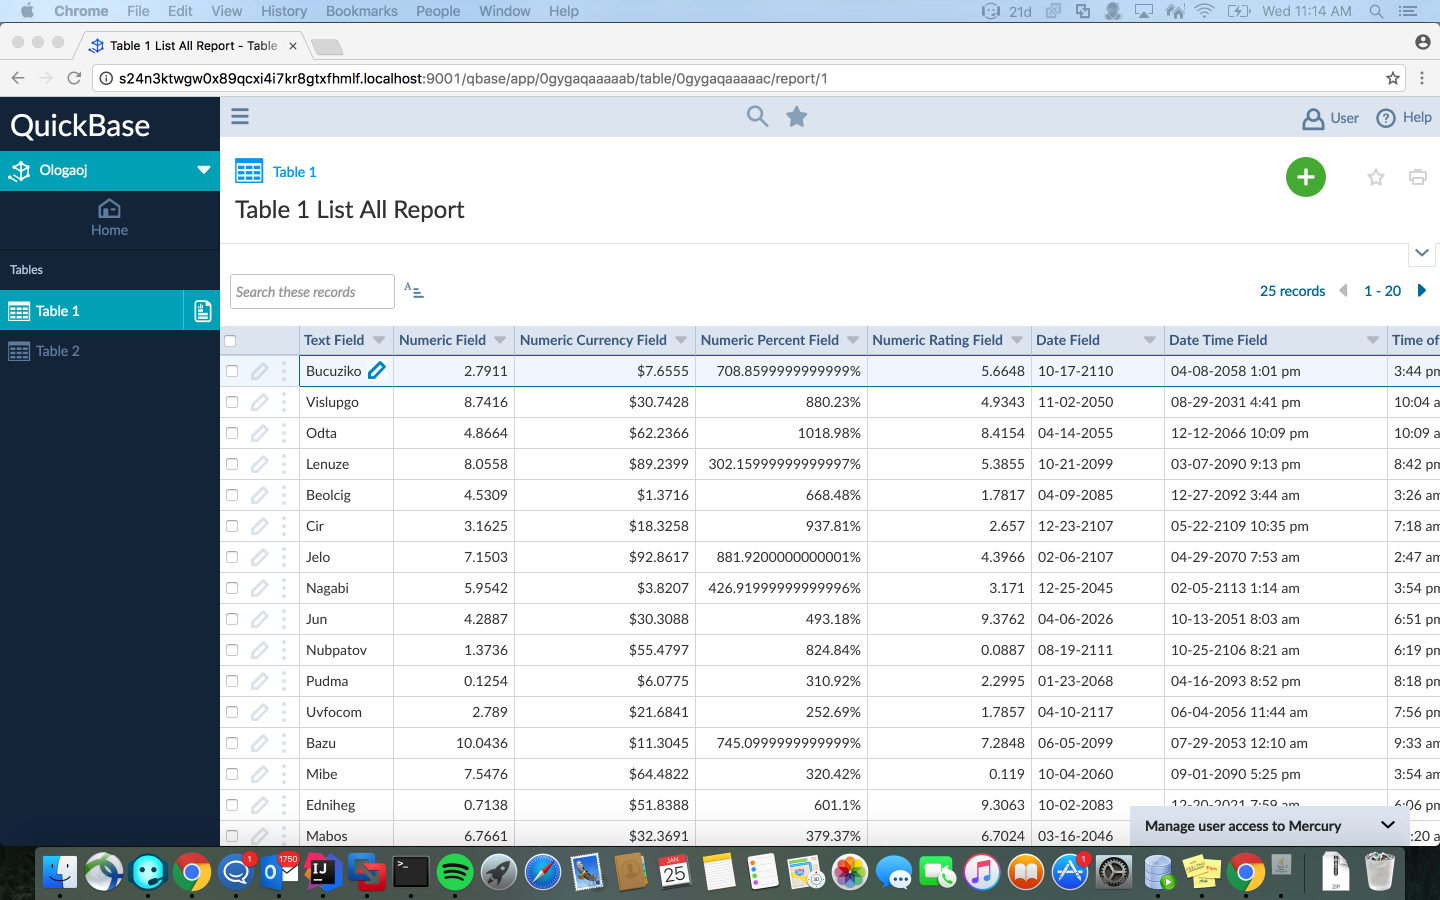 Chrome File Edit View History Bookmarks People Window Help 21d Wed 11:14 AM
Table 1 List All Report - Table
s24n3ktwgw0x89qcxi4i7kr8gtxfhmlf.localhost:9001/qbase/app/0gygaqaaaaab/table/0gygaqaaaaac/report/1
QuickBase
User Help
Ologaoj
Table 1
Home
Table 1 List All Report
Tables
Search these records
25 records 1 - 20
Table 1
Table 2
Text Field Numeric Field Numeric Currency Field Numeric Percent Field Numeric Rating Field Date Field Date Time Field Time of
Bucuziko 2.7911 $7.6555 708.8599999999999% 5.6648 10-17-2110 04-08-2058 1:01 pm 3:44 pm
Vislupgo 8.7416 $30.7428 880.23% 4.9343 11-02-2050 08-29-2031 4:41 pm 10:04 a
Odta 4.8664 $62.2366 1018.98% 8.4154 04-14-2055 12-12-2066 10:09 pm 10:09 a
Lenuze 8.0558 $89.2399 302.15999999999997% 5.3855 10-21-2099 03-07-2090 9:13 pm 8:42 pm
Beolcig 4.5309 $1.3716 668.48% 1.7817 04-09-2085 12-27-2092 3:44 am 3:26 am
Cir 3.1625 $18.3258 937.81% 2.657 12-23-2107 05-22-2109 10:35 pm 7:18 am
Jelo 7.1503 $92.8617 881.9200000000001% 4.3966 02-06-2107 04-29-2070 7:53 am 2:47 am
Nagabi 5.9542 $3.8207 426.91999999999996% 3.171 12-25-2045 02-05-2113 1:14 am 3:54 pm
Jun 4.2887 $30.3088 493.18% 9.3762 04-06-2026 10-13-2051 8:03 am 6:51 pm
Nubpatov 1.3736 $55.4797 824.84% 0.0887 08-19-2111 10-25-2106 8:21 am 6:19 pm
Pudma 0.1254 $6.0775 310.92% 2.2995 01-23-2068 04-16-2093 8:52 pm 8:18 pm
Uvfocom 2.789 $21.6841 252.69% 1.7857 04-10-2117 06-04-2056 11:44 am 7:56 pm
Bazu 10.0436 $11.3045 745.0999999999999% 7.2848 06-05-2099 07-29-2053 12:10 am 9:33 am
Mibe 7.5476 $64.4822 320.42% 0.119 10-04-2060 09-01-2090 5:25 pm 3:54 am
Edniheg 0.7138 $51.8388 601.1% 9.3063 10-02-2083 12-20-2021 7:59 am 6:06 pm
Mabos 6.7661 $32.3691 379.37% 6.7024 03-16-2046 :20 a
Manage user access to Mercury
1 1750 IJ JAN 25 1 ZIP